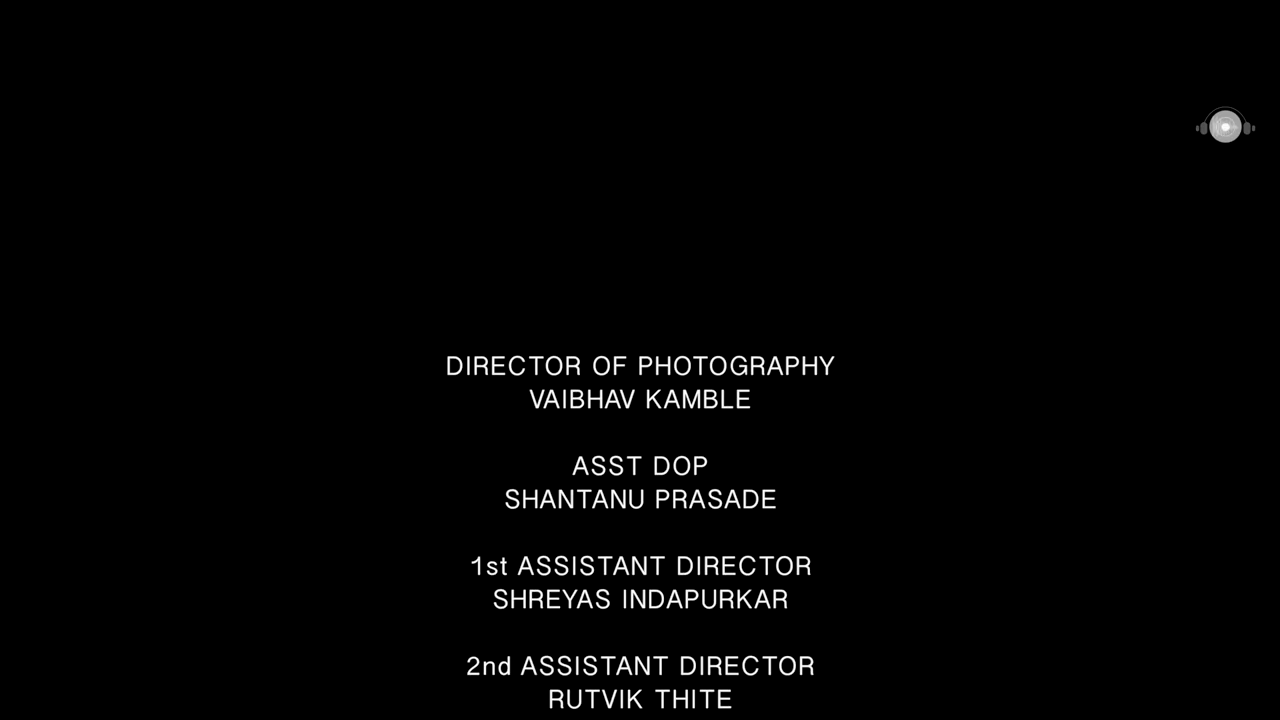 DIRECTOR OF PHOTOGRAPHY
VAIBHAV KAMBLE
ASST DOP
SHANTANU PRASADE
1st ASSISTANT DIRECTOR
SHREYAS INDAPURKAR
2nd ASSISTANT DIRECTOR
RUTVIK THITE